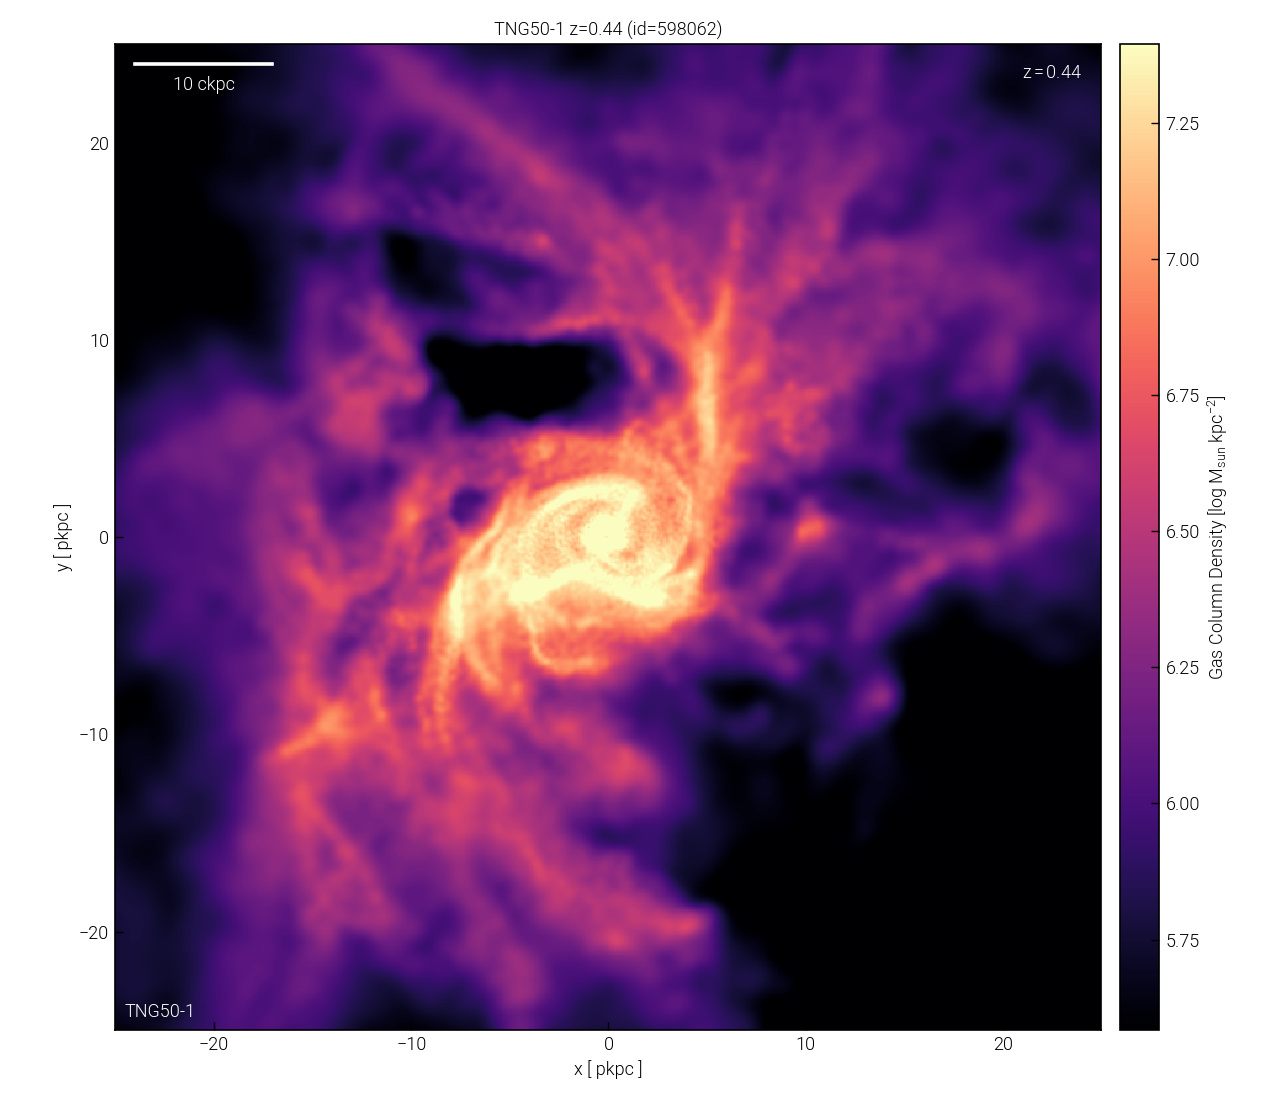 TNG50-1 z=0.44 (id=598062)
10 ckpc
z=0.44
TNG50-1
20
10
0
−10
−20
y [ pkpc ]
−20
−10
0
10
20
x [ pkpc ]
7.25
7.00
6.75
6.50
6.25
6.00
5.75
Gas Column Density [log M_sun kpc^−2]